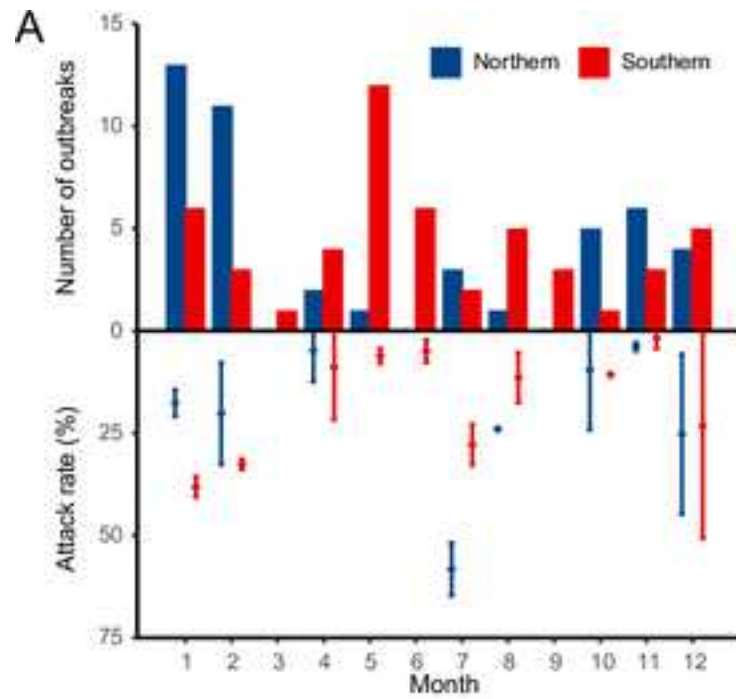 A
15
Northern
Southern
10
Number of outbreaks
5
0
25
Attack rate (%)
50
75
1 2 3 4 5 6 7 8 9 10 11 12
Month